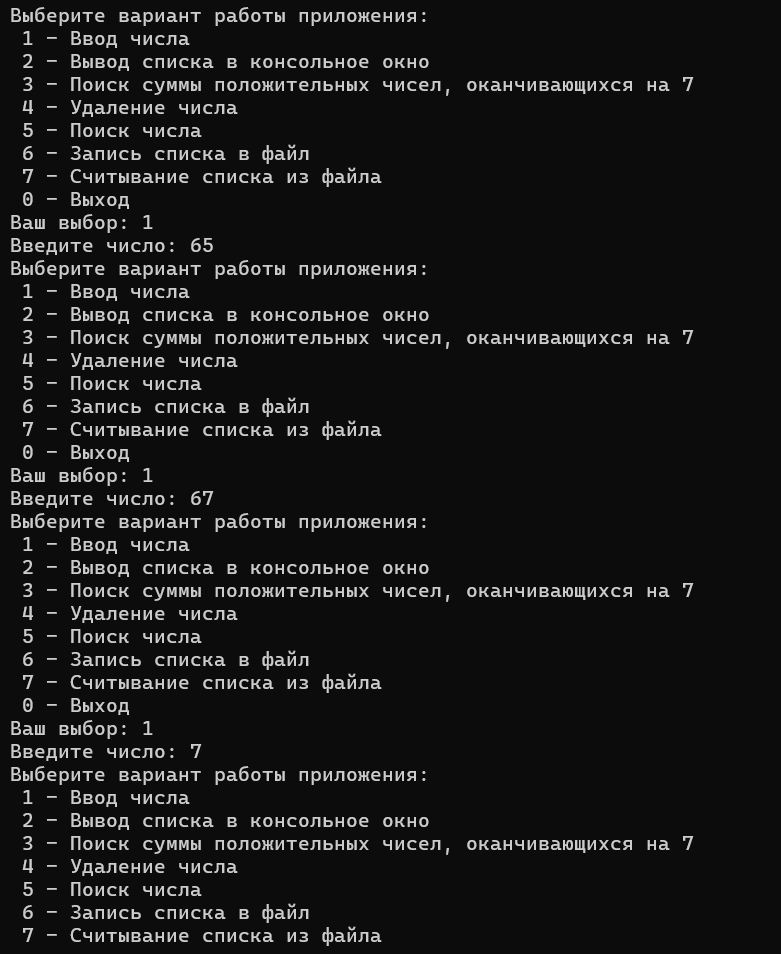 Выберите вариант работы приложения:
1 - Ввод числа
2 - Вывод списка в консольное окно
3 - Поиск суммы положительных чисел, оканчивающихся на 7
4 - Удаление числа
5 - Поиск числа
6 - Запись списка в файл
7 - Считывание списка из файла
0 - Выход
Ваш выбор: 1
Введите число: 65
Выберите вариант работы приложения:
1 - Ввод числа
2 - Вывод списка в консольное окно
3 - Поиск суммы положительных чисел, оканчивающихся на 7
4 - Удаление числа
5 - Поиск числа
6 - Запись списка в файл
7 - Считывание списка из файла
0 - Выход
Ваш выбор: 1
Введите число: 67
Выберите вариант работы приложения:
1 - Ввод числа
2 - Вывод списка в консольное окно
3 - Поиск суммы положительных чисел, оканчивающихся на 7
4 - Удаление числа
5 - Поиск числа
6 - Запись списка в файл
7 - Считывание списка из файла
0 - Выход
Ваш выбор: 1
Введите число: 7
Выберите вариант работы приложения:
1 - Ввод числа
2 - Вывод списка в консольное окно
3 - Поиск суммы положительных чисел, оканчивающихся на 7
4 - Удаление числа
5 - Поиск числа
6 - Запись списка в файл
7 - Считывание списка из файла